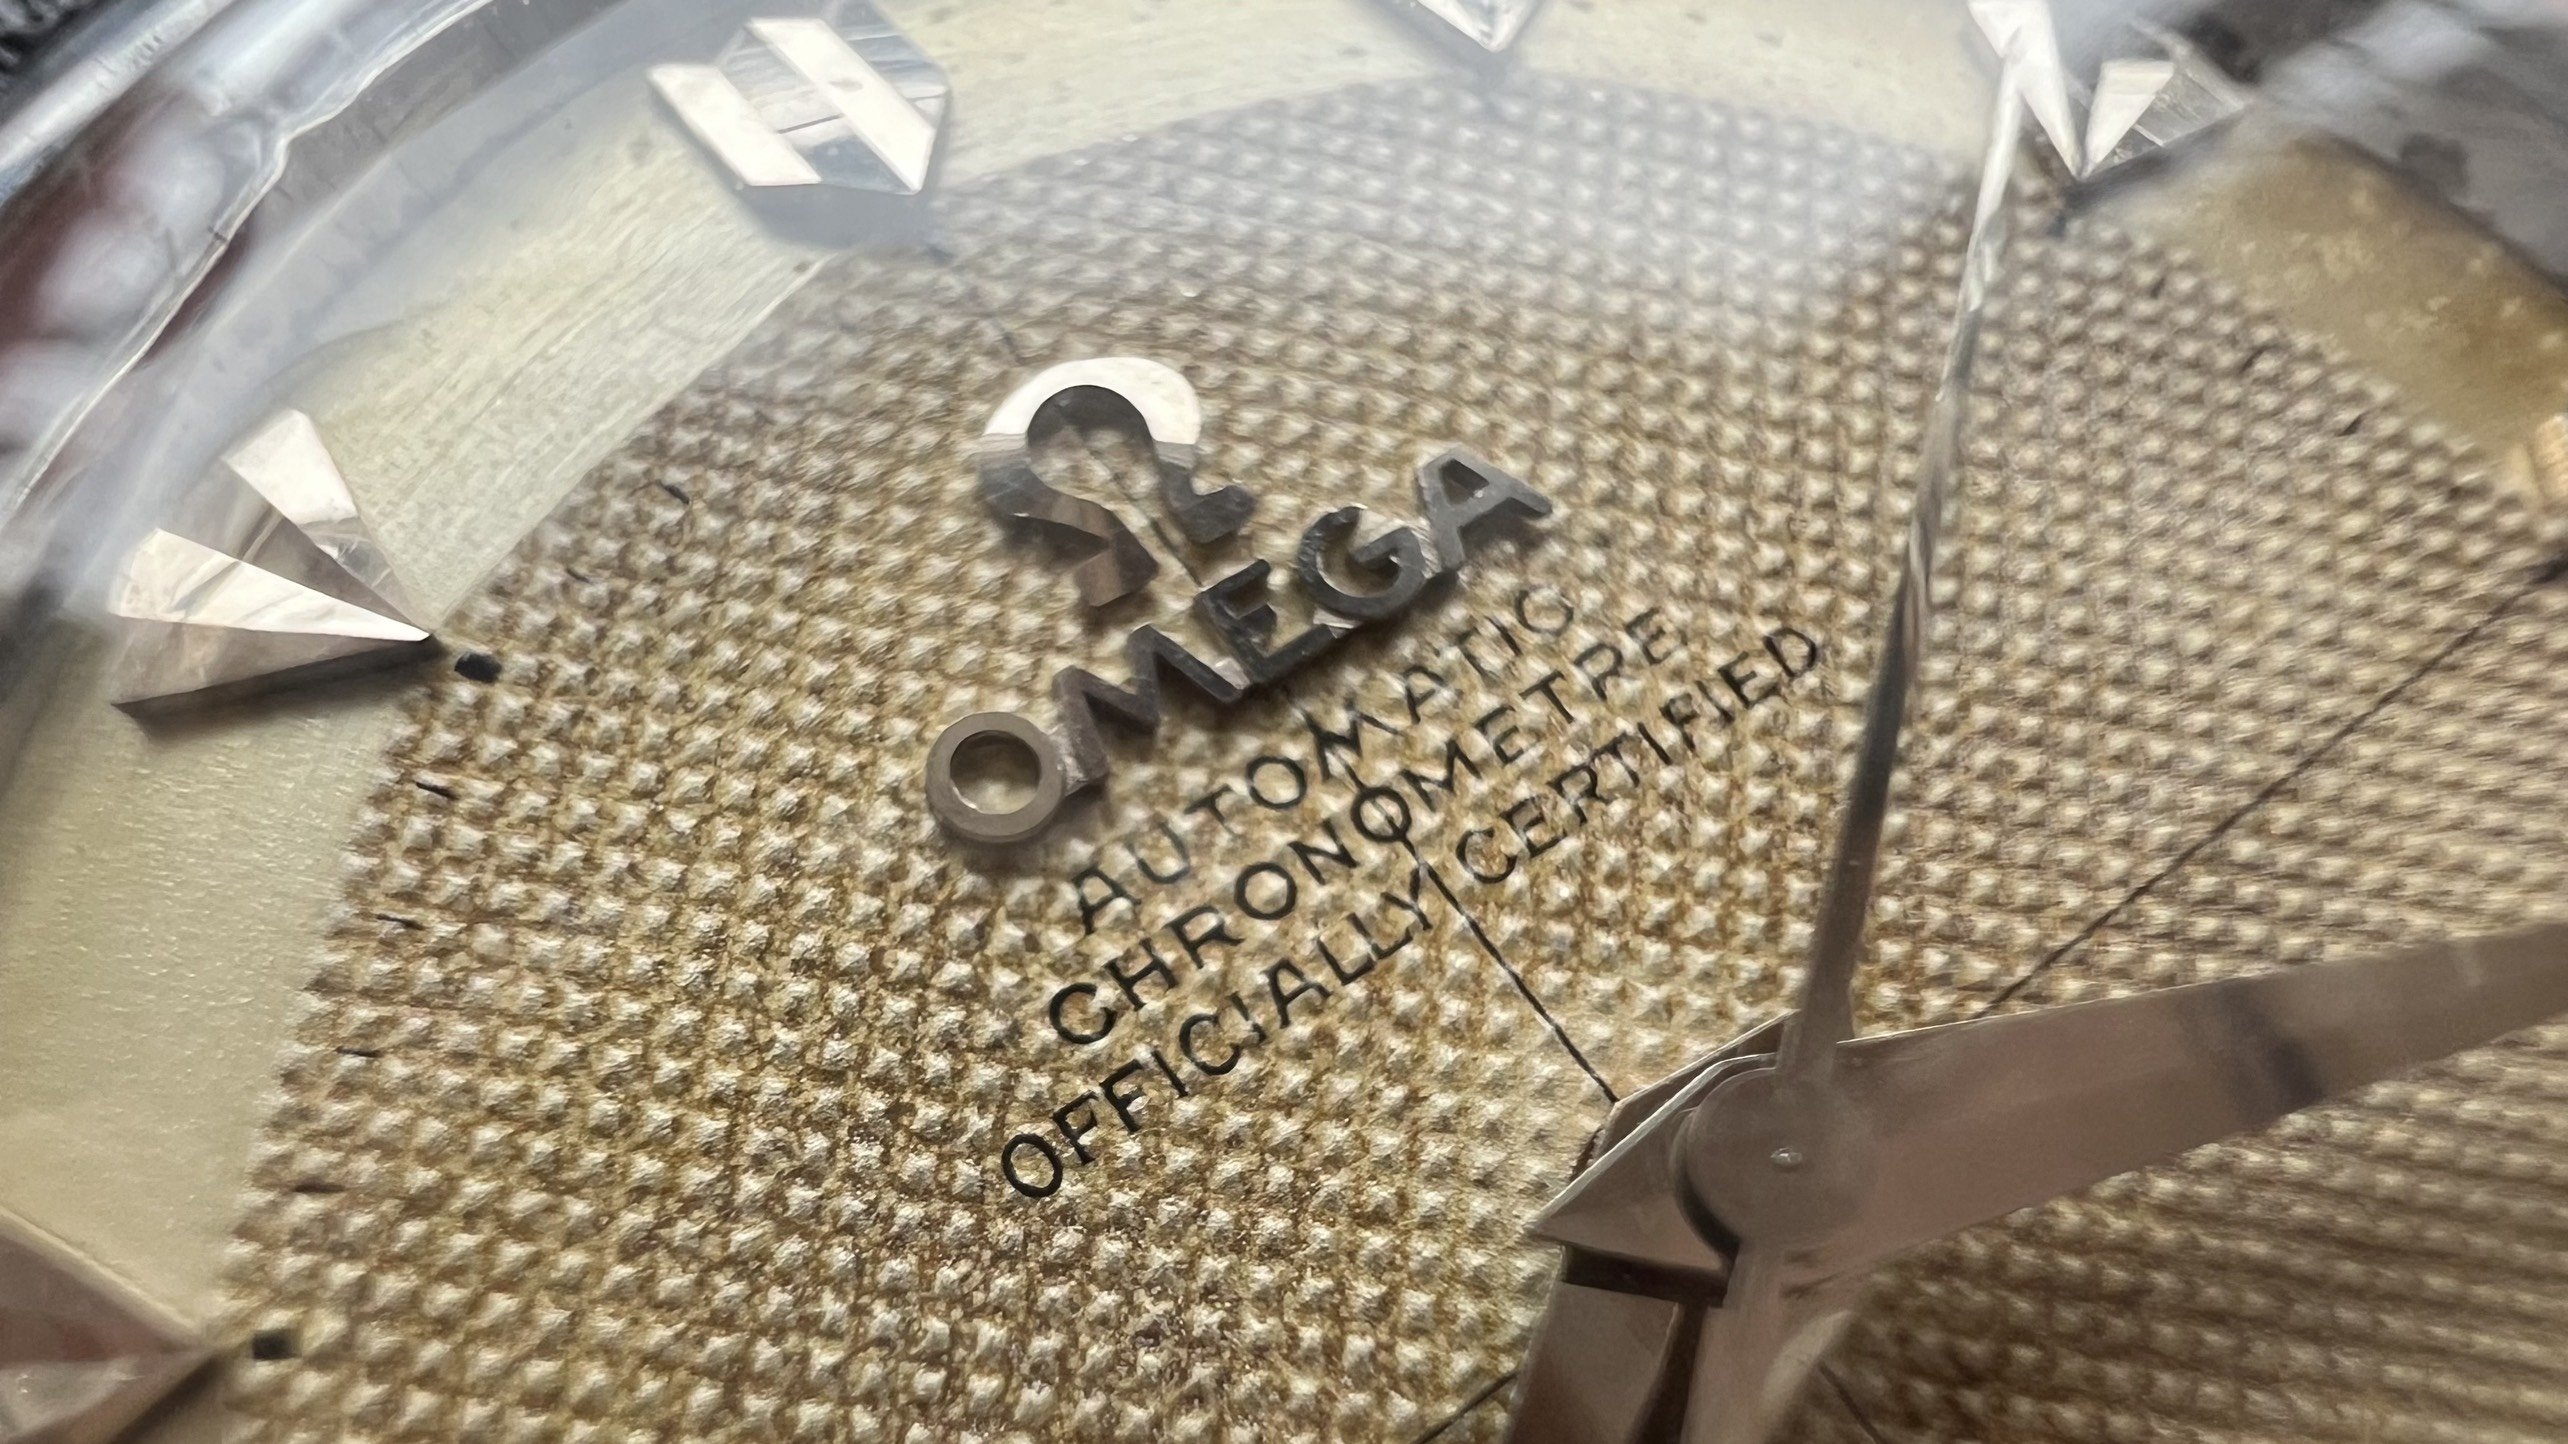 OMEGA
AUTOMATIC
CHRONOMETRE
OFFICIALLY CERTIFIED